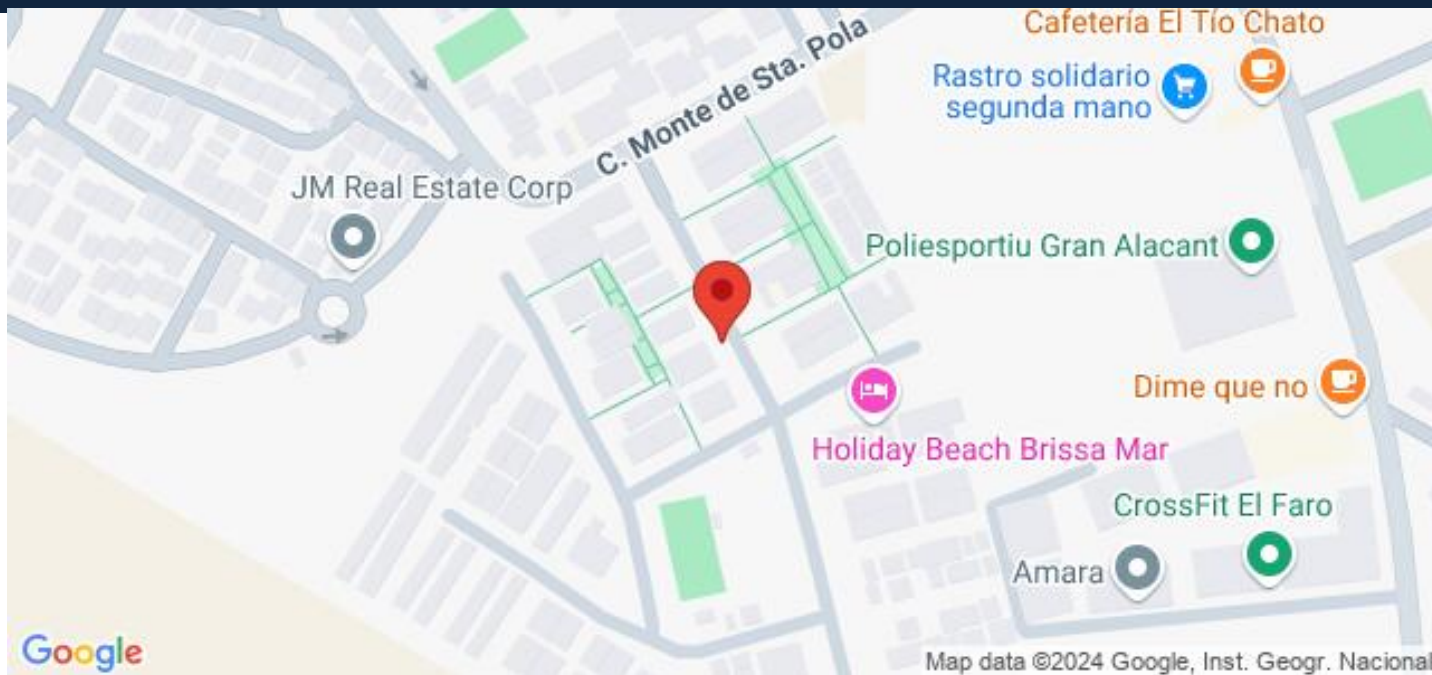 Cafetería El Tío Chato
Rastro solidario
segunda mano
C. Monte de Sta. Pola
JM Real Estate Corp
Poliesportiu Gran Alacant
Dime que no
Holiday Beach Brissa Mar
CrossFit El Faro
Amara
Google
Map data ©2024 Google, Inst. Geogr. Nacional